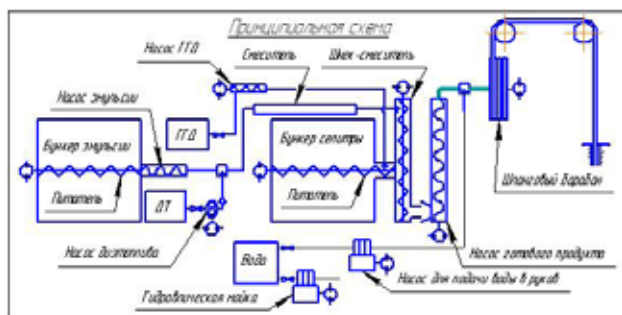 Принципиальная схема
Насос ГГД
Смеситель
Шнек-смеситель
Насос эмульсии
ГГД
Бункер эмульсии
Бункер селитры
Питатель
Питатель
ДТ
Шланговый барабан
Насос дизтоплива
Вода
Насос готового продукта
Насос для подачи воды в рукав
Гидравлическая мойка